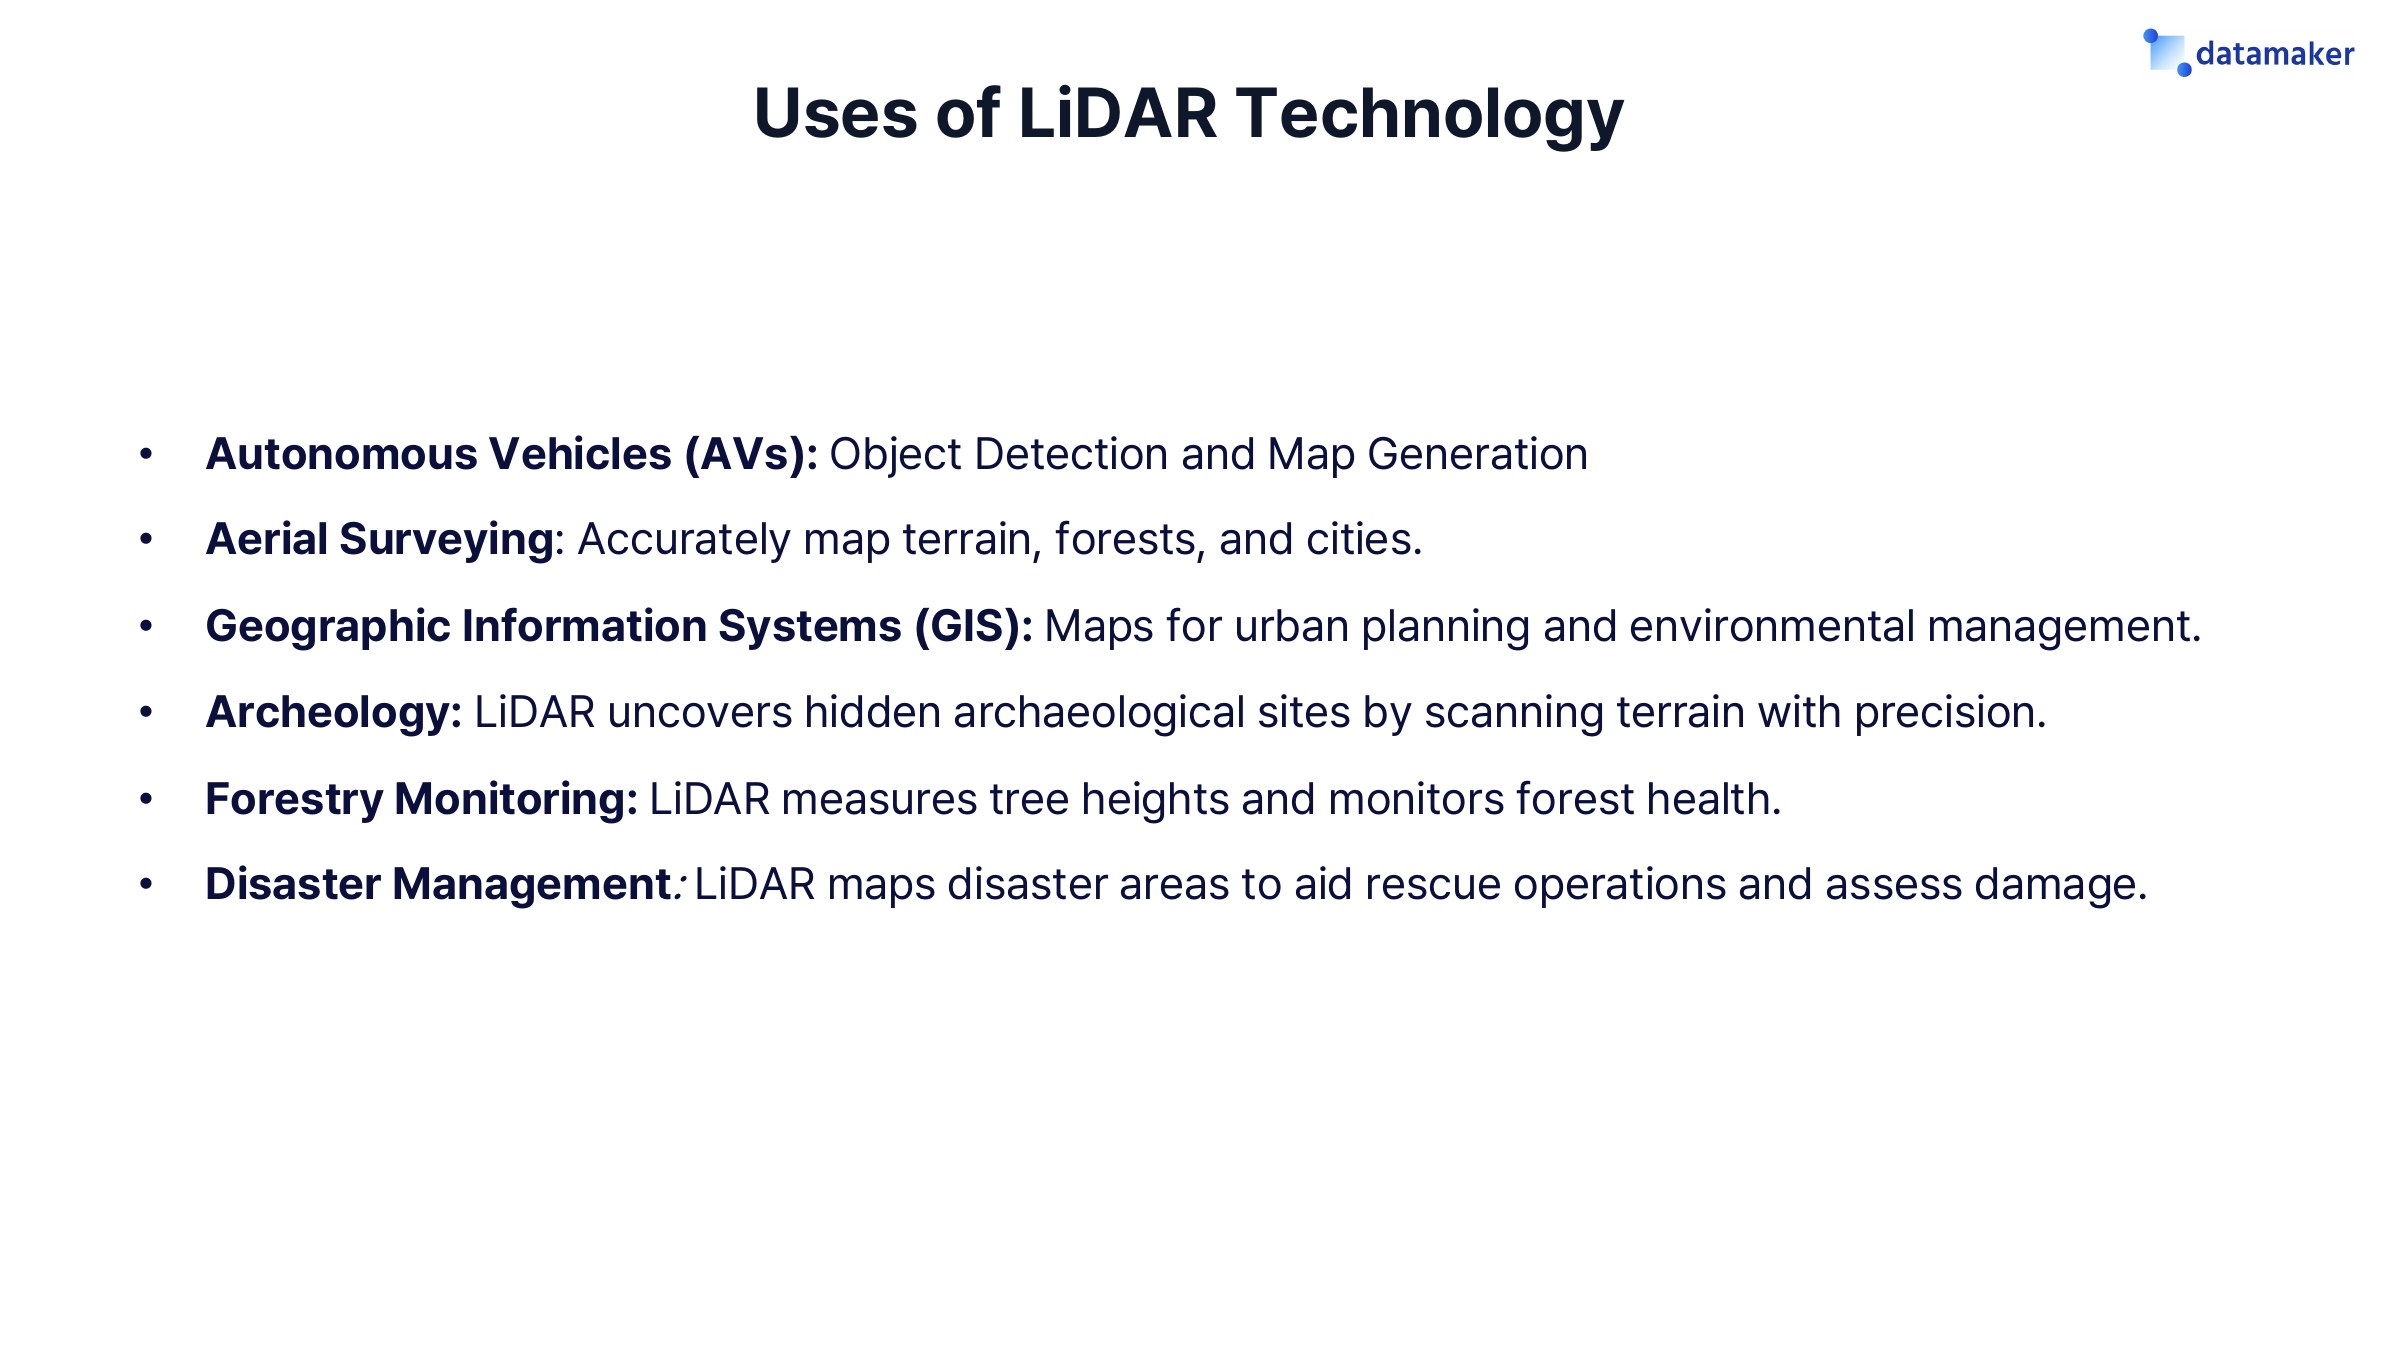 datamaker
Uses of LiDAR Technology
• Autonomous Vehicles (AVs): Object Detection and Map Generation
• Aerial Surveying: Accurately map terrain, forests, and cities.
• Geographic Information Systems (GIS): Maps for urban planning and environmental management.
• Archeology: LiDAR uncovers hidden archaeological sites by scanning terrain with precision.
• Forestry Monitoring: LiDAR measures tree heights and monitors forest health.
• Disaster Management: LiDAR maps disaster areas to aid rescue operations and assess damage.